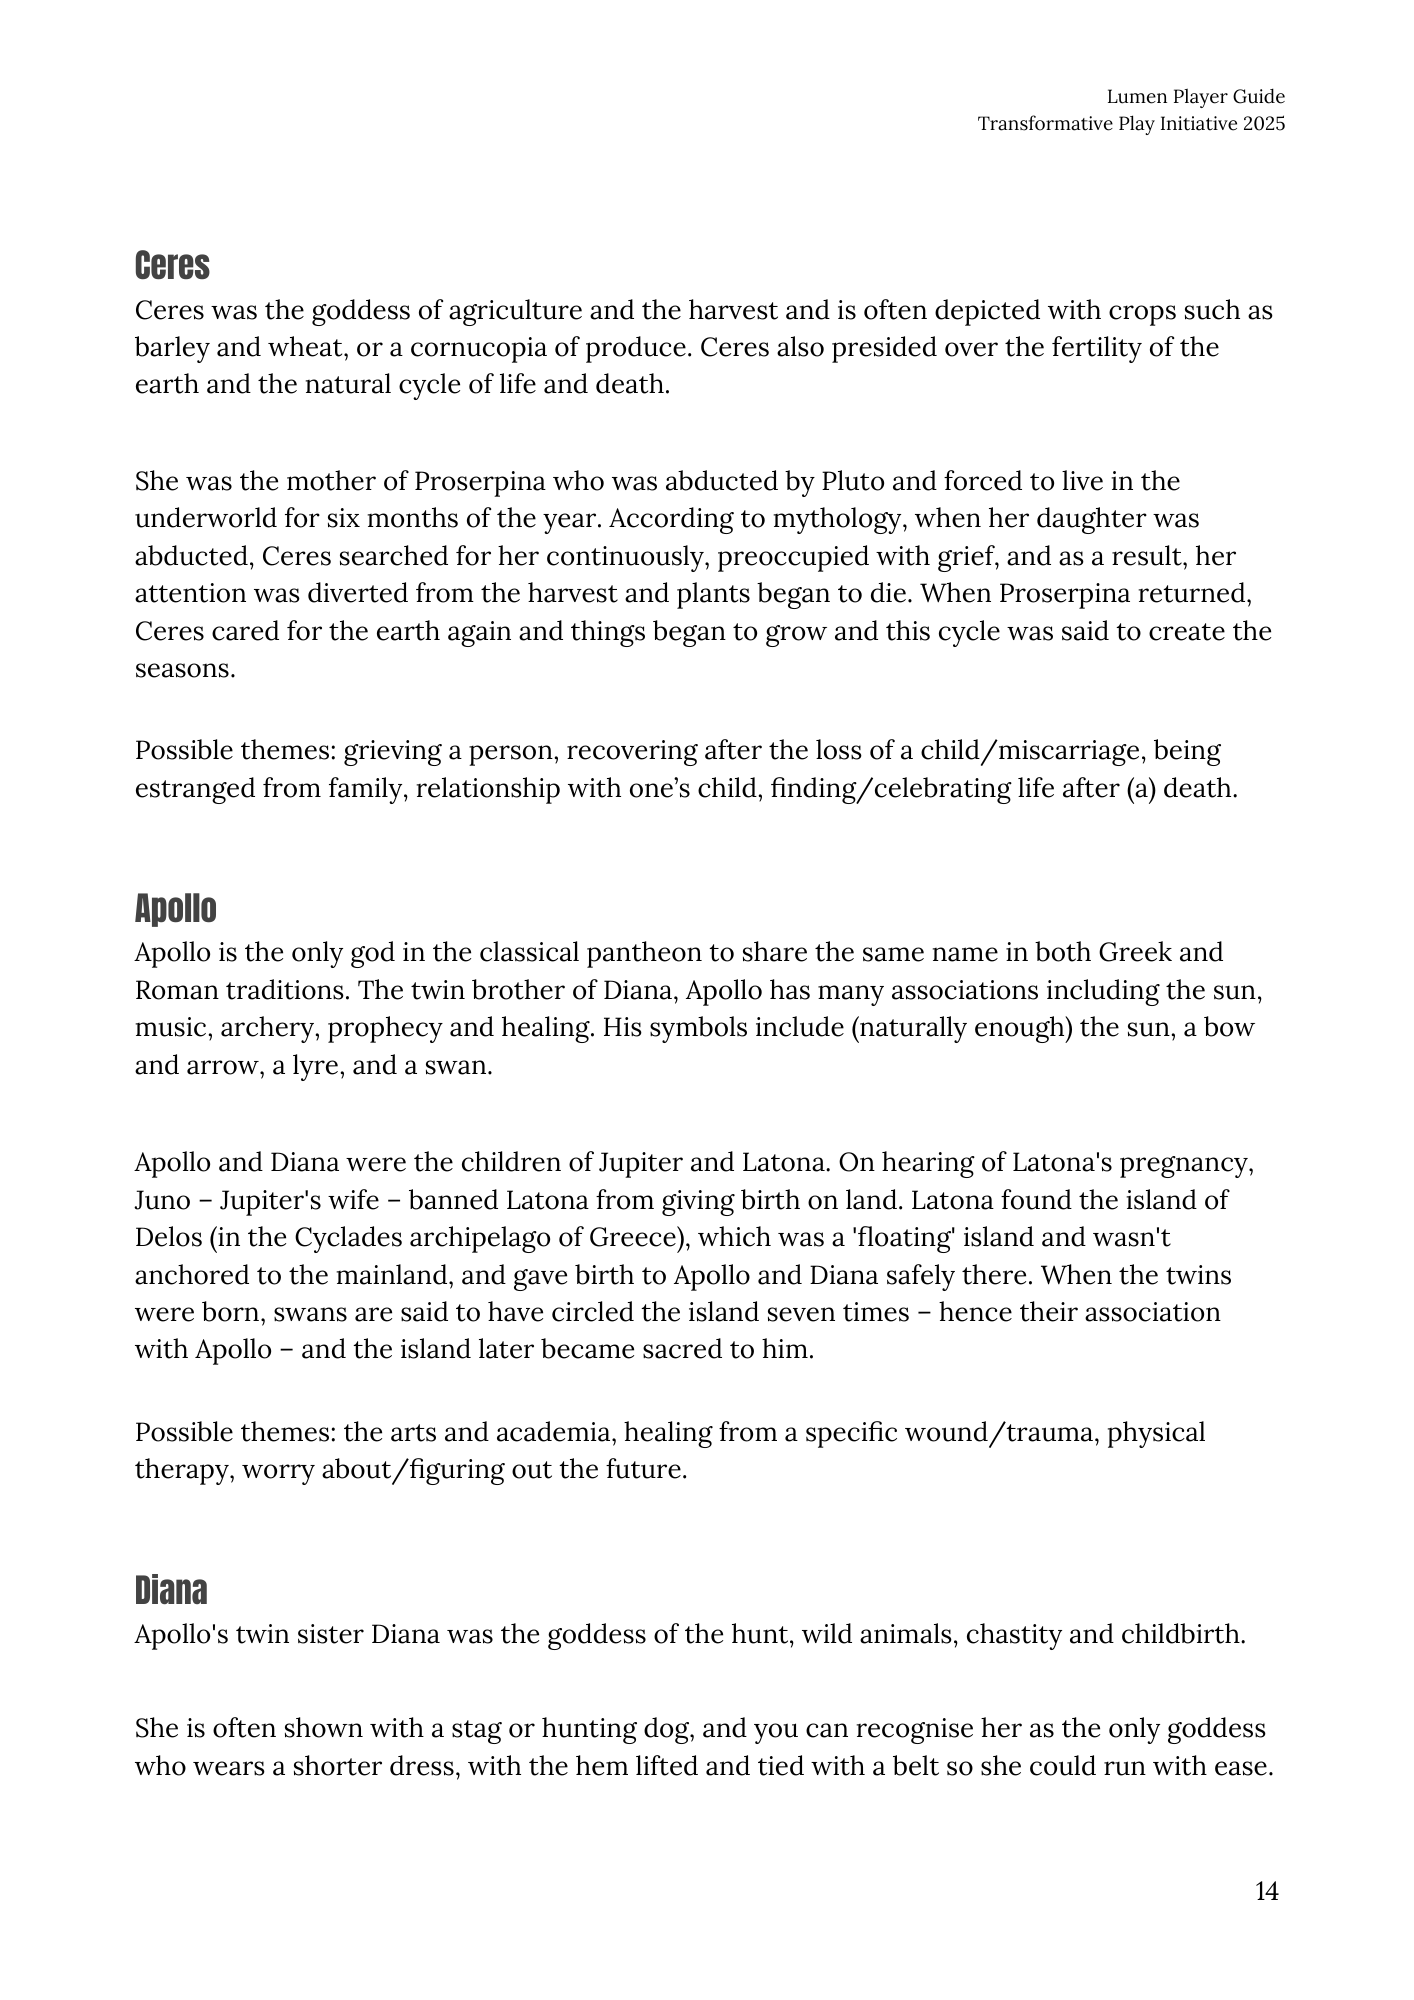 Lumen Player Guide
Transformative Play Initiative 2025
Ceres
Ceres was the goddess of agriculture and the harvest and is often depicted with crops such as
barley and wheat, or a cornucopia of produce. Ceres also presided over the fertility of the
earth and the natural cycle of life and death.
She was the mother of Proserpina who was abducted by Pluto and forced to live in the
underworld for six months of the year. According to mythology, when her daughter was
abducted, Ceres searched for her continuously, preoccupied with grief, and as a result, her
attention was diverted from the harvest and plants began to die. When Proserpina returned,
Ceres cared for the earth again and things began to grow and this cycle was said to create the
seasons.
Possible themes: grieving a person, recovering after the loss of a child/miscarriage, being
estranged from family, relationship with one’s child, finding/celebrating life after (a) death.
Apollo
Apollo is the only god in the classical pantheon to share the same name in both Greek and
Roman traditions. The twin brother of Diana, Apollo has many associations including the sun,
music, archery, prophecy and healing. His symbols include (naturally enough) the sun, a bow
and arrow, a lyre, and a swan.
Apollo and Diana were the children of Jupiter and Latona. On hearing of Latona's pregnancy,
Juno – Jupiter's wife – banned Latona from giving birth on land. Latona found the island of
Delos (in the Cyclades archipelago of Greece), which was a 'floating' island and wasn't
anchored to the mainland, and gave birth to Apollo and Diana safely there. When the twins
were born, swans are said to have circled the island seven times – hence their association
with Apollo – and the island later became sacred to him.
Possible themes: the arts and academia, healing from a specific wound/trauma, physical
therapy, worry about/figuring out the future.
Diana
Apollo's twin sister Diana was the goddess of the hunt, wild animals, chastity and childbirth.
She is often shown with a stag or hunting dog, and you can recognise her as the only goddess
who wears a shorter dress, with the hem lifted and tied with a belt so she could run with ease.
14